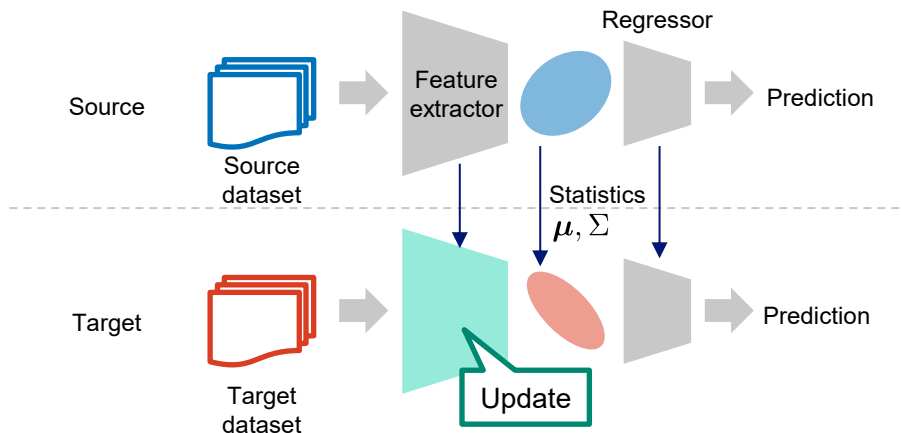 Regressor
Source
Source
dataset
Feature
extractor
Prediction
Statistics
μ, Σ
Target
Target
dataset
Update
Prediction